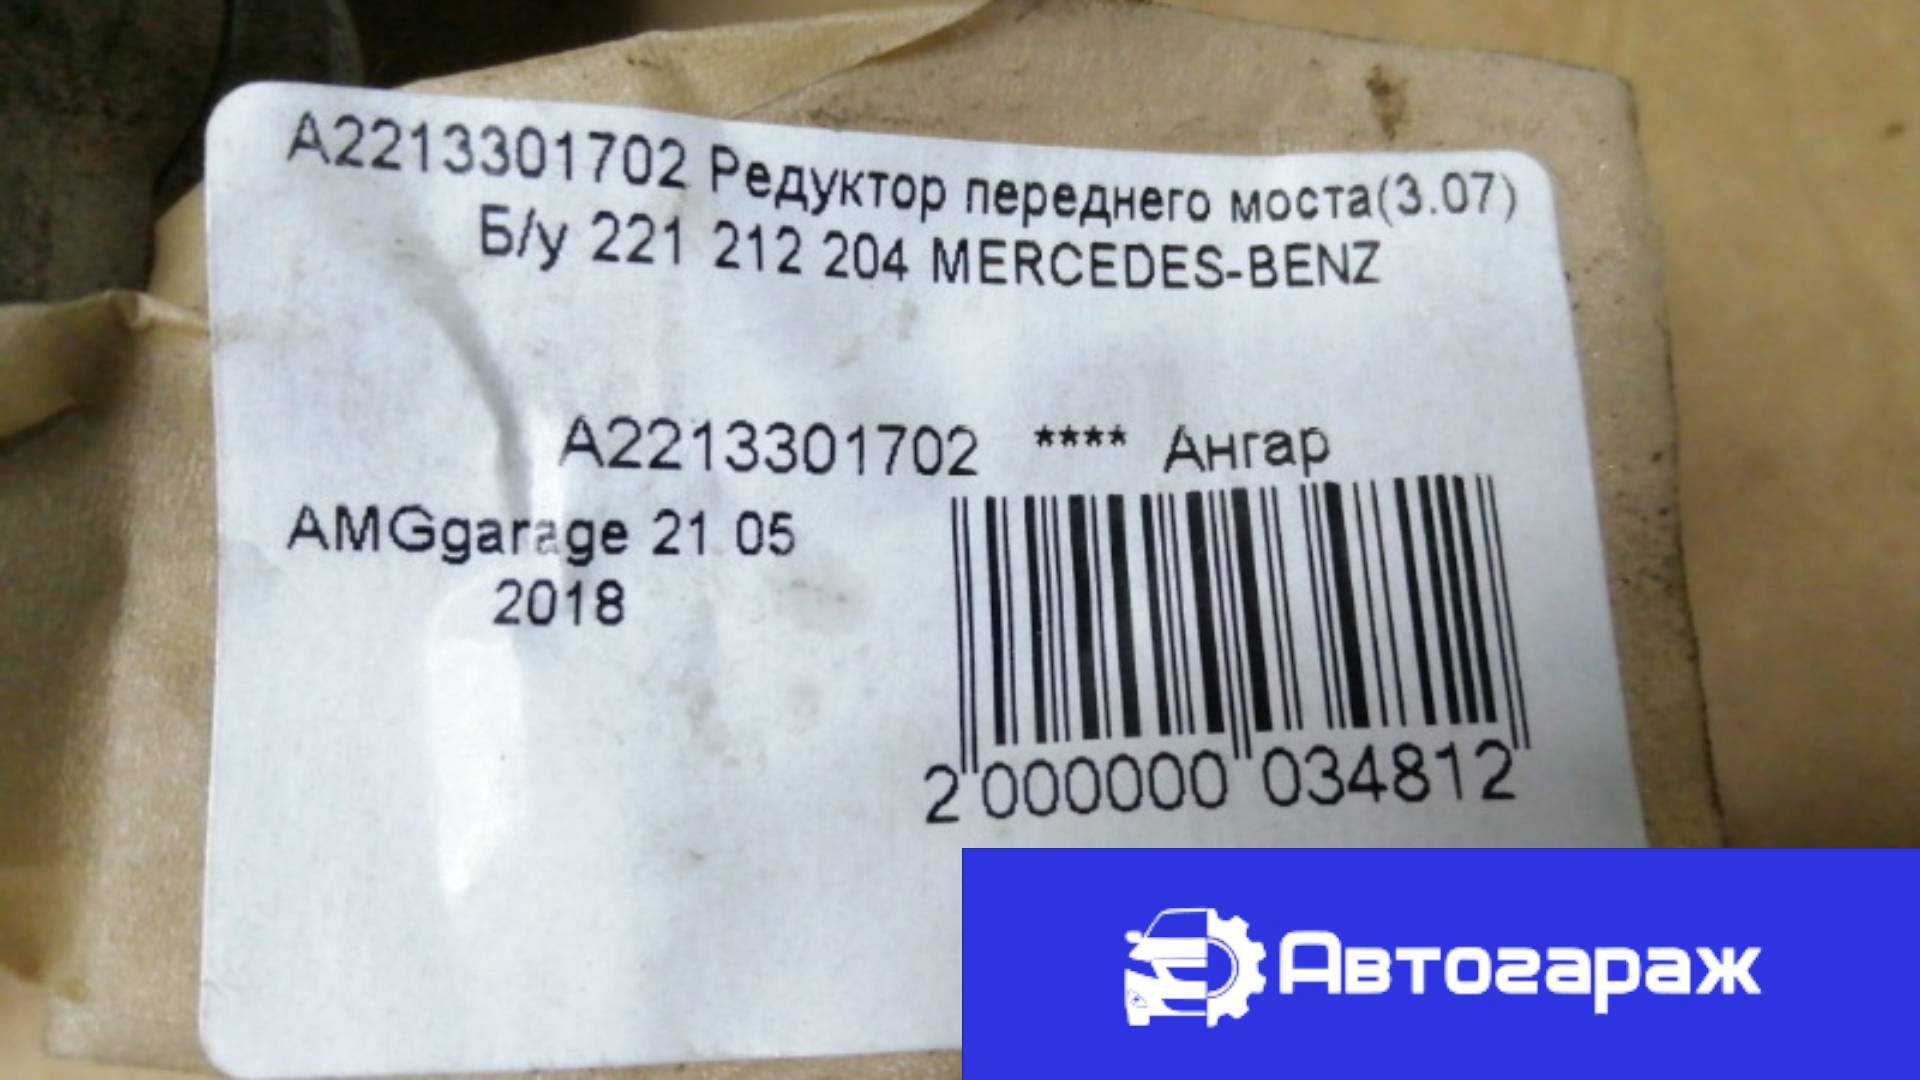 A2213301702 Редуктор переднего моста(3.07)
Б/у 221 212 204 MERCEDES-BENZ
A2213301702 **** Ангар
AMGgarage 21 05
2018
2 000000 034812
Автогараж